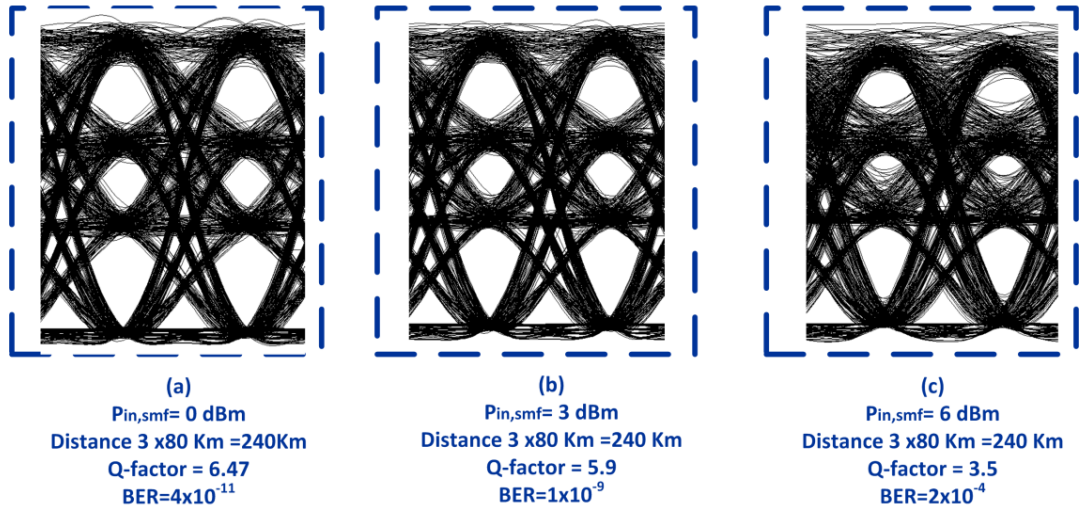 (a)
Pin,smf= 0 dBm
Distance 3 x80 Km =240Km
Q-factor = 6.47
BER=4x10-11
(b)
Pin,smf= 3 dBm
Distance 3 x80 Km =240 Km
Q-factor = 5.9
BER=1x10-9
(c)
Pin,smf= 6 dBm
Distance 3 x80 Km =240 Km
Q-factor = 3.5
BER=2x10-4